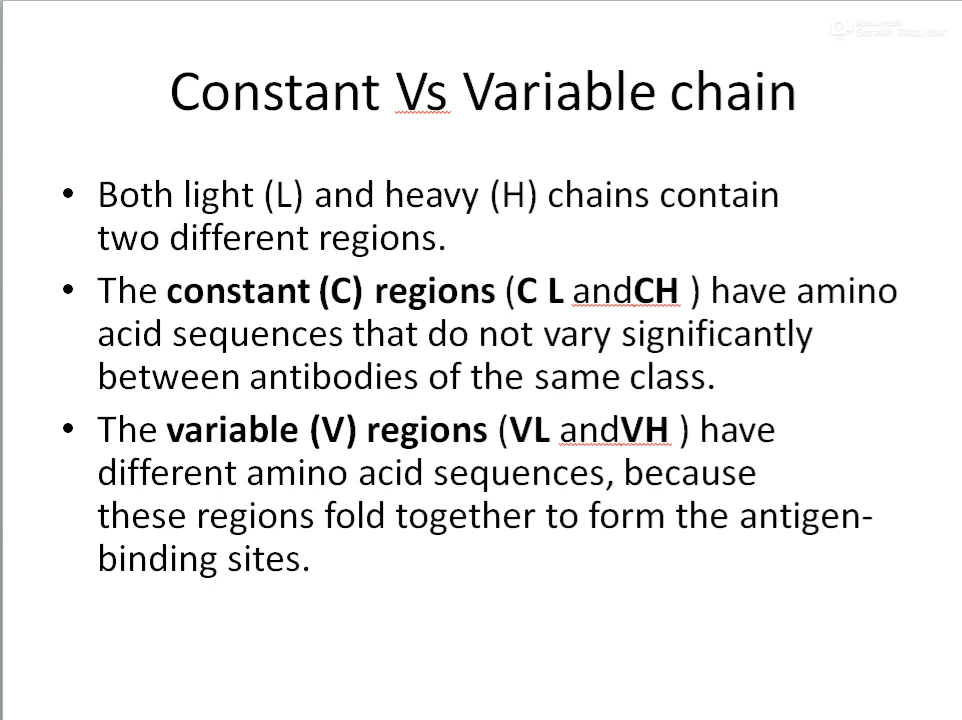 Screen Recorder
Constant Vs Variable chain
• Both light (L) and heavy (H) chains contain
two different regions.
• The constant (C) regions (C L andCH ) have amino
acid sequences that do not vary significantly
between antibodies of the same class.
• The variable (V) regions (VL andVH ) have
different amino acid sequences, because
these regions fold together to form the antigen-
binding sites.